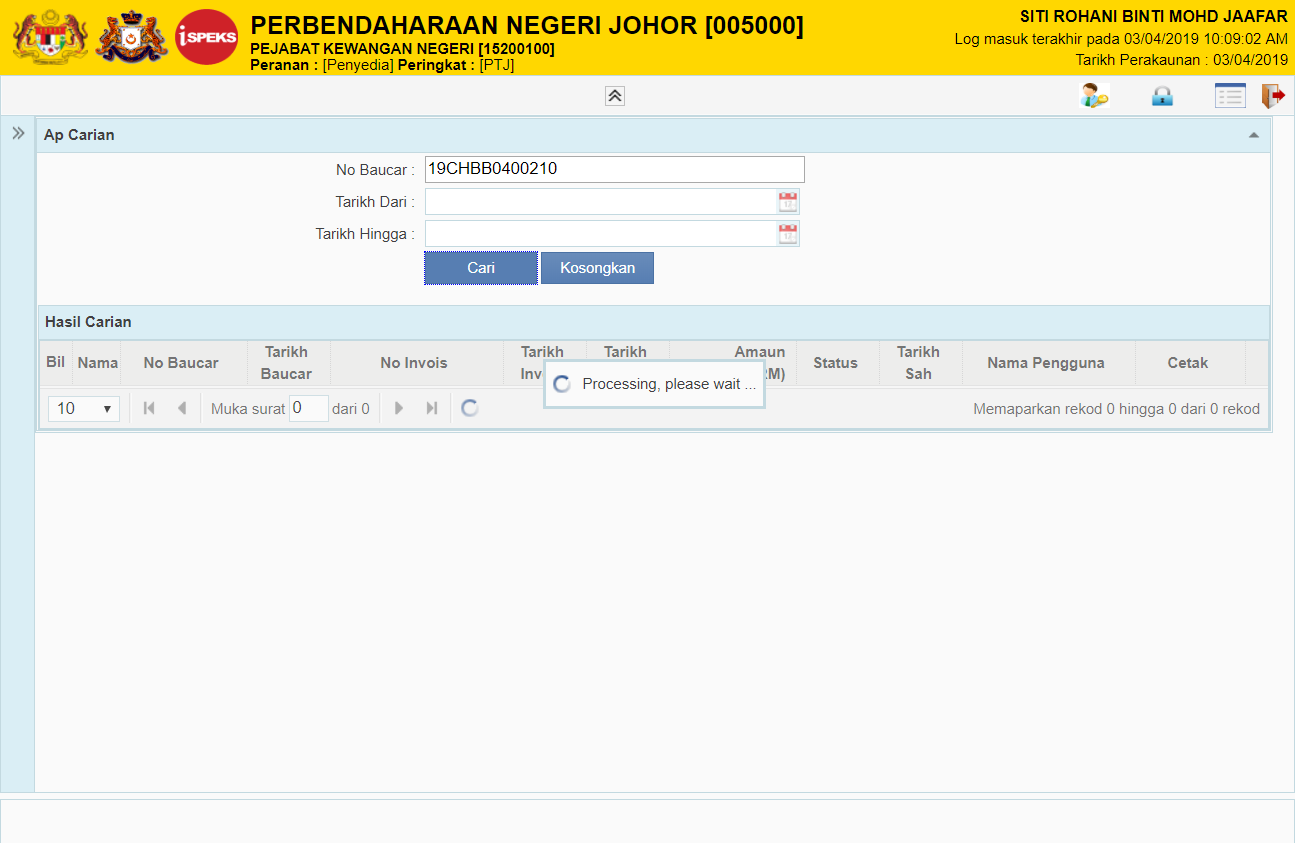 iSPEKS
PERBENDAHARAAN NEGERI JOHOR [005000]
PEJABAT KEWANGAN NEGERI [15200100]
Peranan : [Penyedia] Peringkat : [PTJ]
SITI ROHANI BINTI MOHD JAAFAR
Log masuk terakhir pada 03/04/2019 10:09:02 AM
Tarikh Perakaunan : 03/04/2019
Ap Carian
No Baucar : 19CHBB0400210
Tarikh Dari :
Tarikh Hingga :
Cari Kosongkan
Hasil Carian
Bil Nama No Baucar Tarikh Baucar No Invois Tarikh Tarikh Amaun Status Tarikh Sah Nama Pengguna Cetak
Processing, please wait ...
10 Muka surat 0 dari 0 Memaparkan rekod 0 hingga 0 dari 0 rekod